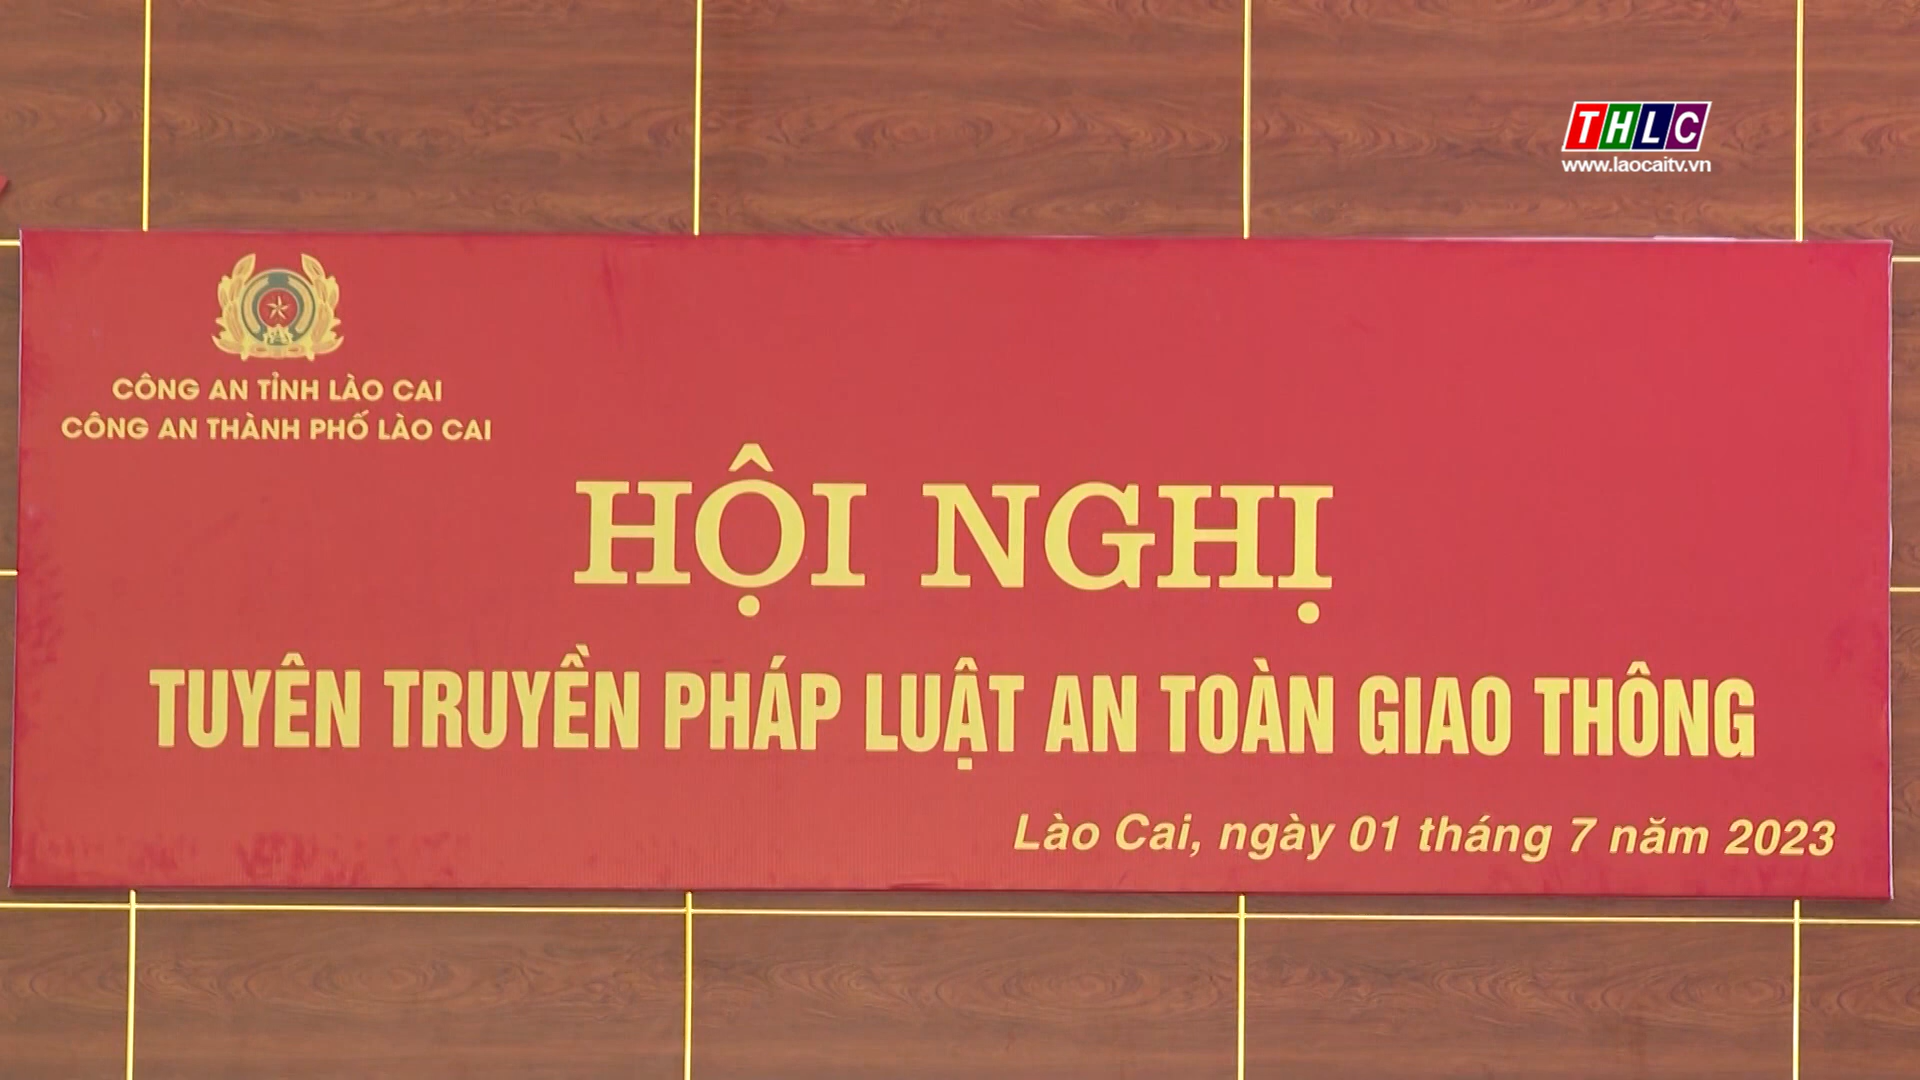 THLC
www.laocaitv.vn
CÔNG AN TỈNH LÀO CAI
CÔNG AN THÀNH PHỐ LÀO CAI
HỘI NGHỊ
TUYÊN TRUYỀN PHÁP LUẬT AN TOÀN GIAO THÔNG
Lào Cai, ngày 01 tháng 7 năm 2023